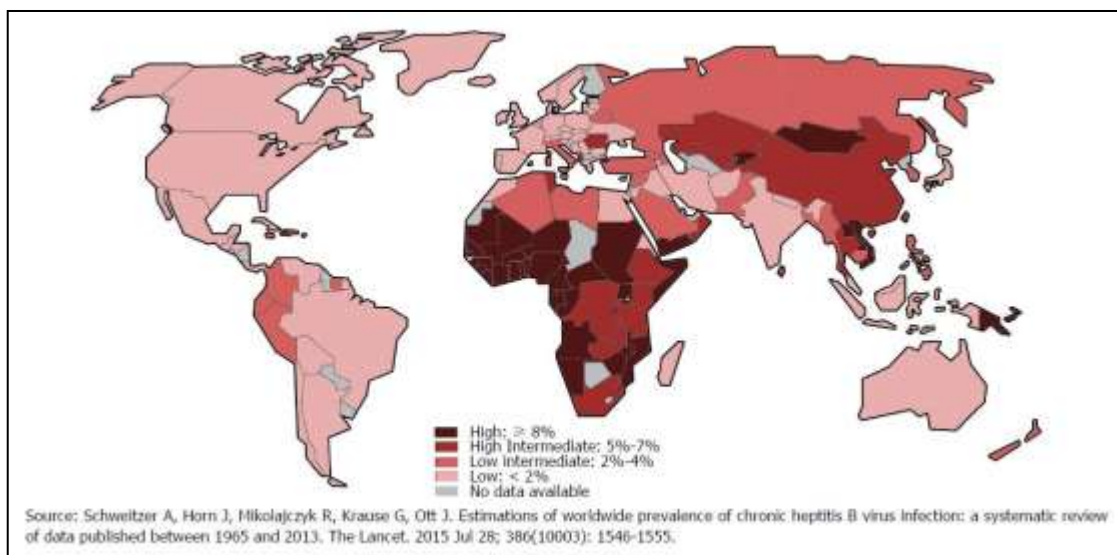 High: ⩾ 8%
High Intermediate: 5%-7%
Low intermediate: 2%-4%
Low: < 2%
No data available
Source: Schweitzer A, Horn J, Mikolajczyk R, Krause G, Ott J. Estimations of worldwide prevalence of chronic heptitis B virus infection: a systematic review
of data published between 1965 and 2013. The Lancet. 2015 Jul 28; 386(10003): 1546-1555.